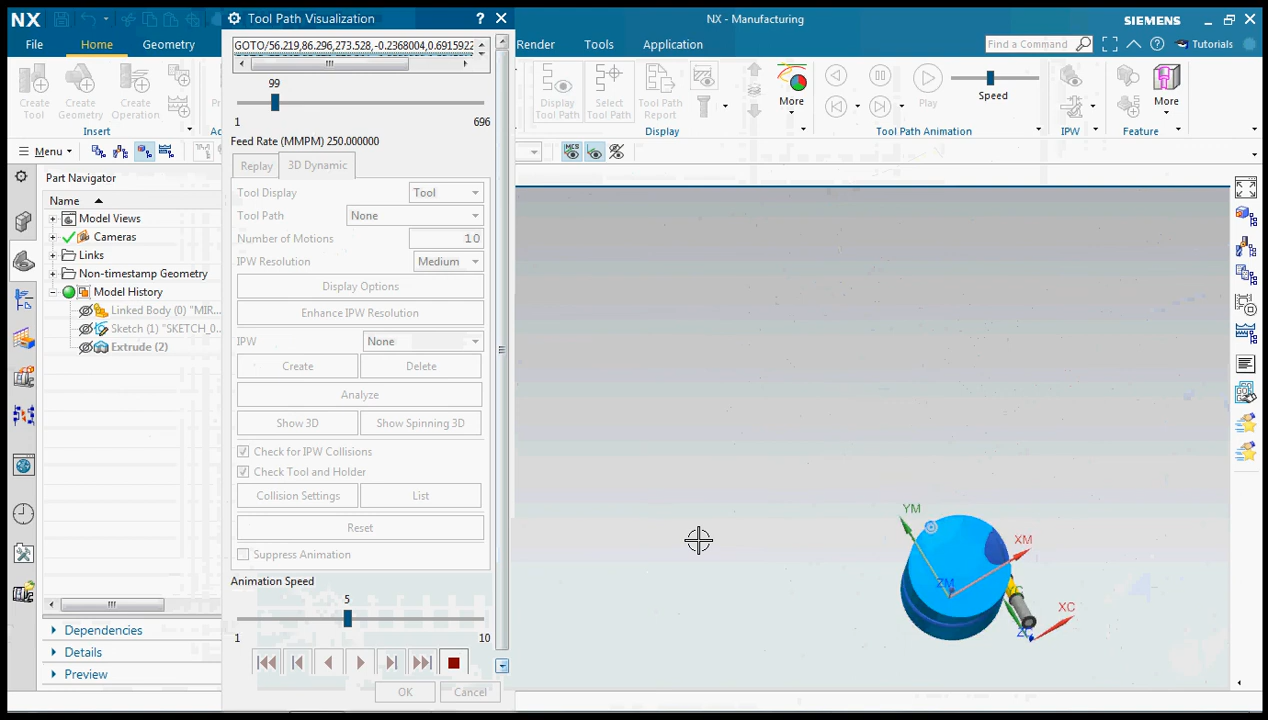 NX
Tool Path Visualization
?
NX - Manufacturing
SIEMENS
File
Home
Geometry
Render
Tools
Application
Find a Command
Tutorials
GOTO/56.219,86.296,273.528,-0.2368004,0.6915922
Create Tool
Create Geometry
Create Operation
Insert
Display Tool Path
Select Tool Path
Tool Path Report
Display
More
Play
Speed
Tool Path Animation
IPW
More
Feature
99
1
696
Feed Rate (MMPM) 250.000000
Menu
MCS
Replay
3D Dynamic
Part Navigator
Name
Model Views
Cameras
Links
Non-timestamp Geometry
Model History
Linked Body (0) "MIR...
Sketch (1) "SKETCH_0...
Extrude (2)
Dependencies
Details
Preview
Tool Display
Tool
Tool Path
None
Number of Motions
10
IPW Resolution
Medium
Display Options
Enhance IPW Resolution
IPW
None
Create
Delete
Analyze
Show 3D
Show Spinning 3D
Check for IPW Collisions
Check Tool and Holder
Collision Settings
List
Reset
Suppress Animation
Animation Speed
5
1
10
OK
Cancel
YM
XM
ZM
XC